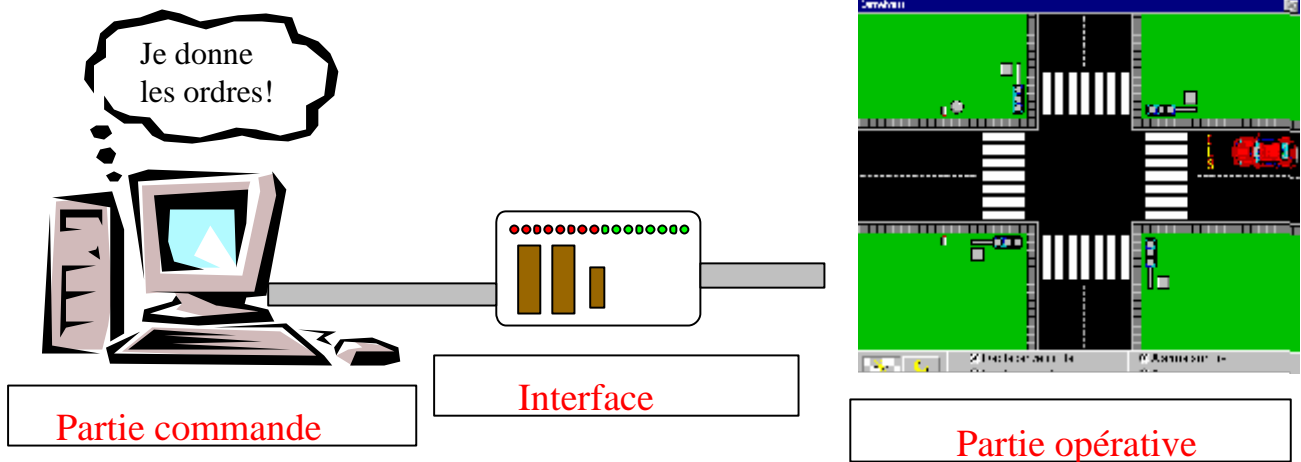 Je donne
les ordres!
I
L
S
Partie commande
Interface
Partie opérative